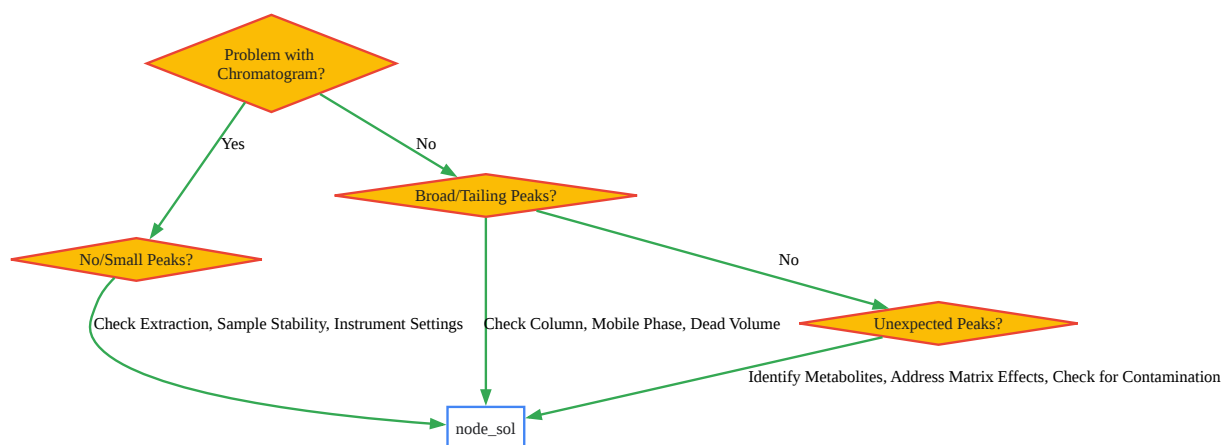 Problem with
Chromatogram?
Yes
No
Broad/Tailing Peaks?
No/Small Peaks?
No
Check Extraction, Sample Stability, Instrument Settings
Check Column, Mobile Phase, Dead Volume
Unexpected Peaks?
Identify Metabolites, Address Matrix Effects, Check for Contamination
node_sol